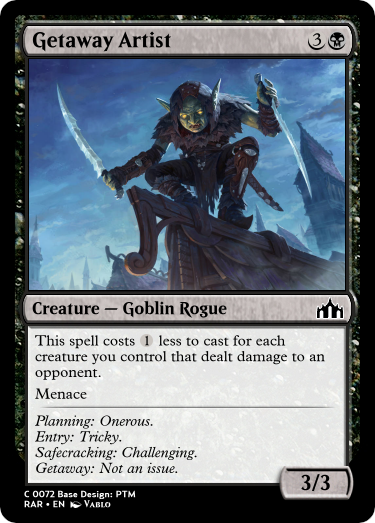 Getaway Artist 3
Creature — Goblin Rogue
This spell costs 1 less to cast for each
creature you control that dealt damage to an
opponent.
Menace
Planning: Onerous.
Entry: Tricky.
Safecracking: Challenging.
Getaway: Not an issue.
3/3
C 0072 Base Design: PTM
RAR • EN Vablo